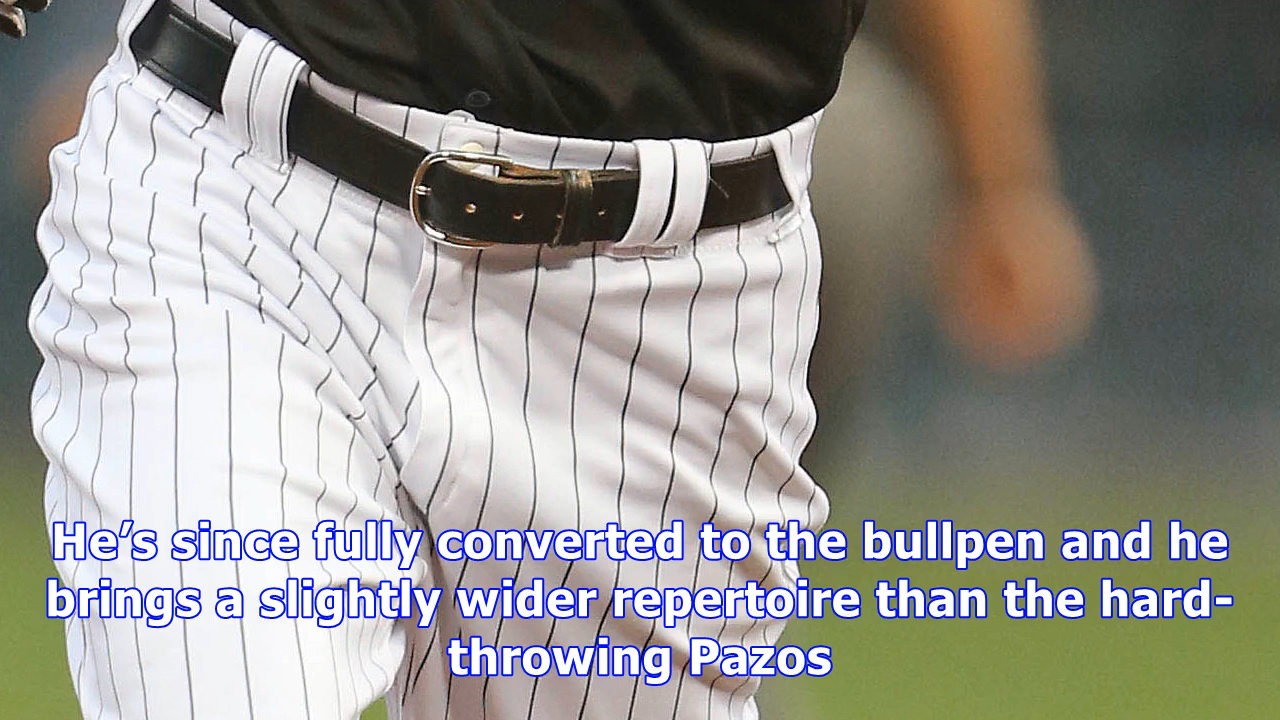 He’s since fully converted to the bullpen and he
brings a slightly wider repertoire than the hard-
throwing Pazos